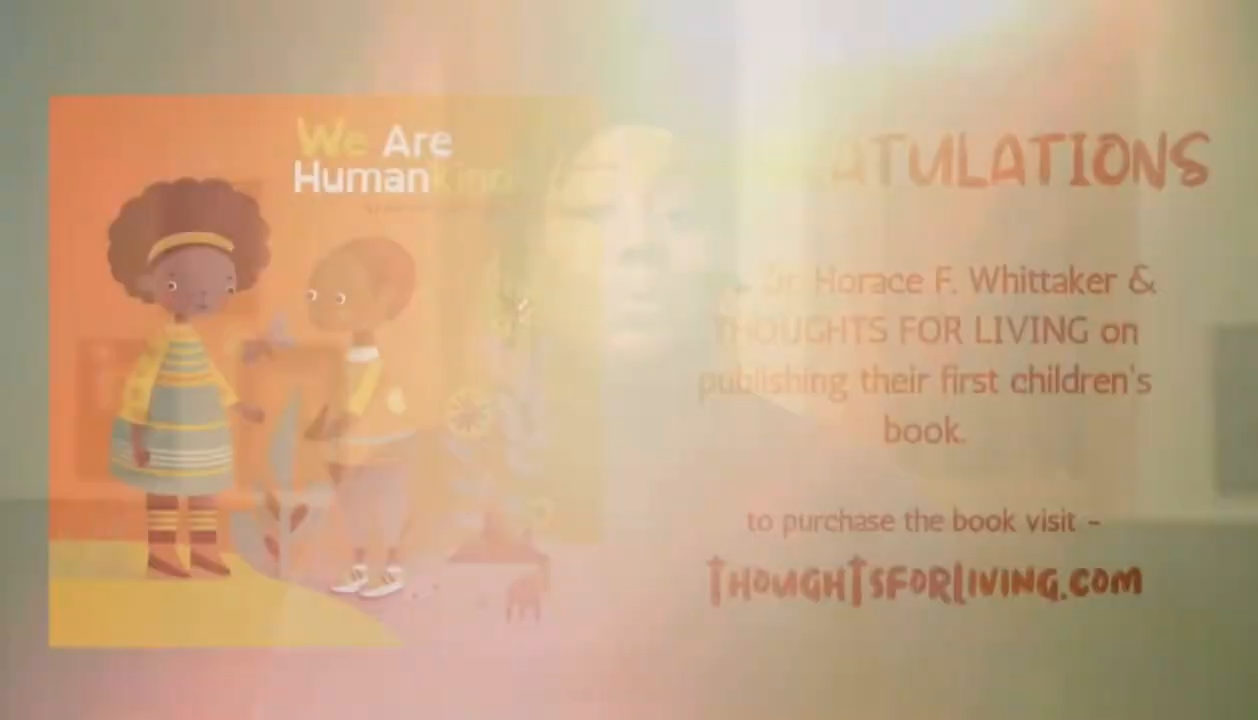 We Are
Humankind
ATULATIONS
Dr Horace F. Whittaker &
THOUGHTS FOR LIVING on
publishing their first children's
book.
to purchase the book visit -
THOUGHTSFORLIVING.COM